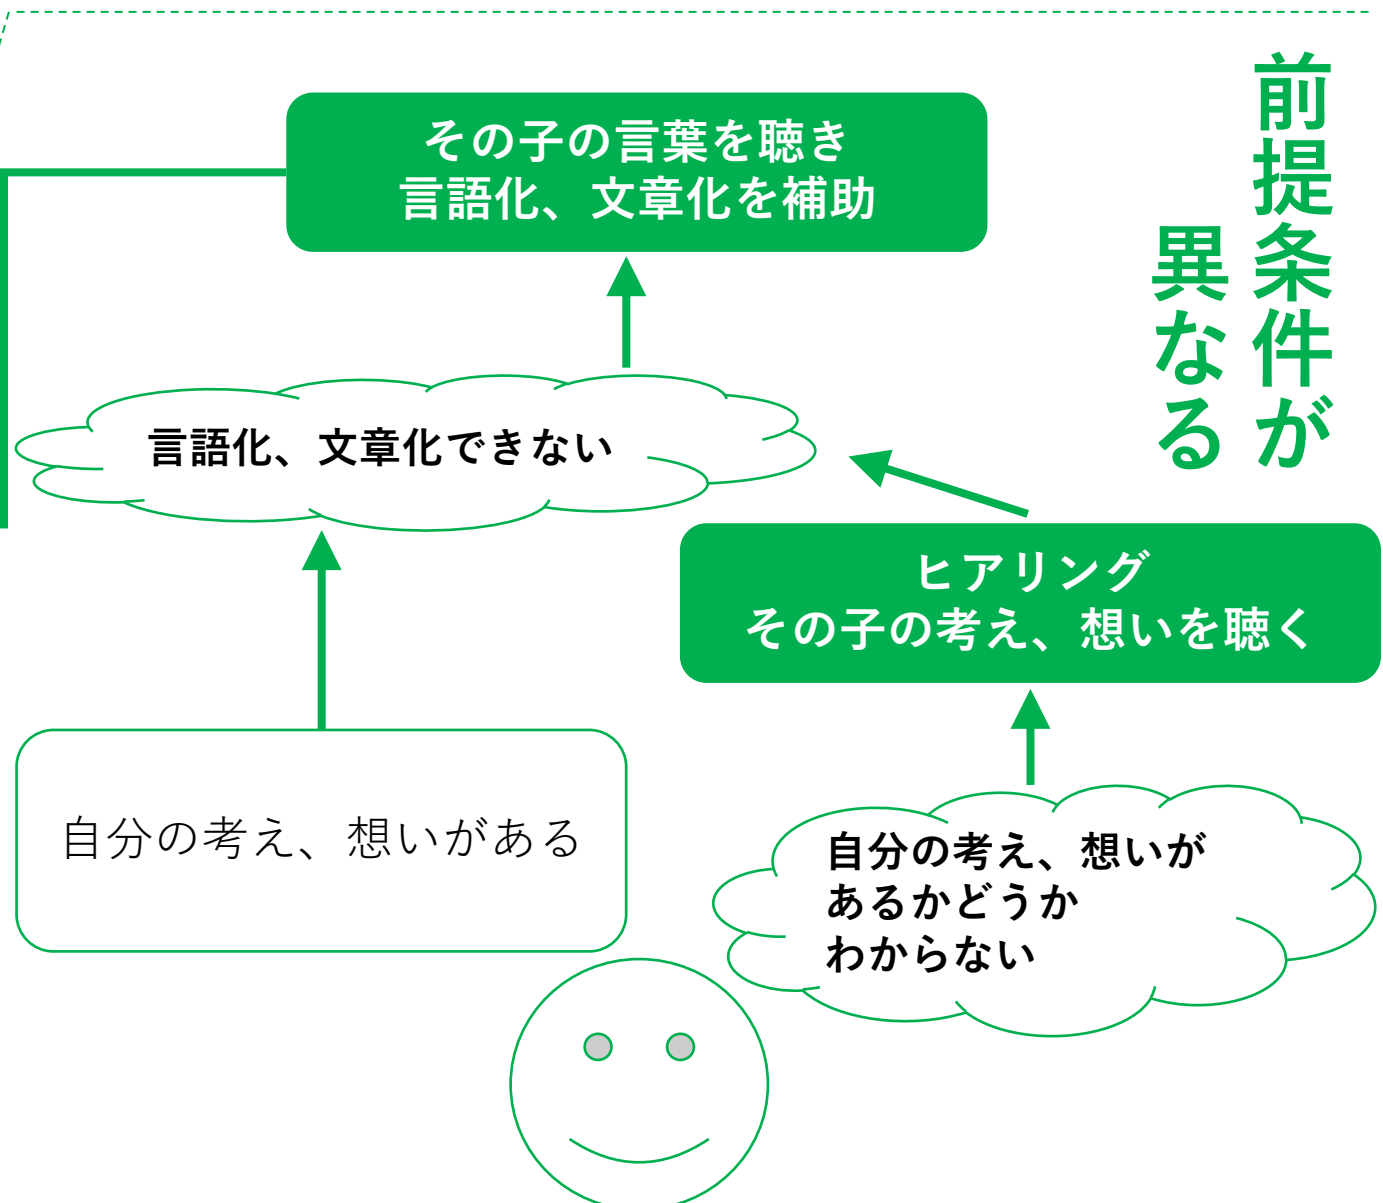 前提条件が
異なる
その子の言葉を聴き
言語化、文章化を補助
言語化、文章化できない
ヒアリング
その子の考え、想いを聴く
自分の考え、想いがある
自分の考え、想いが
あるかどうか
わからない